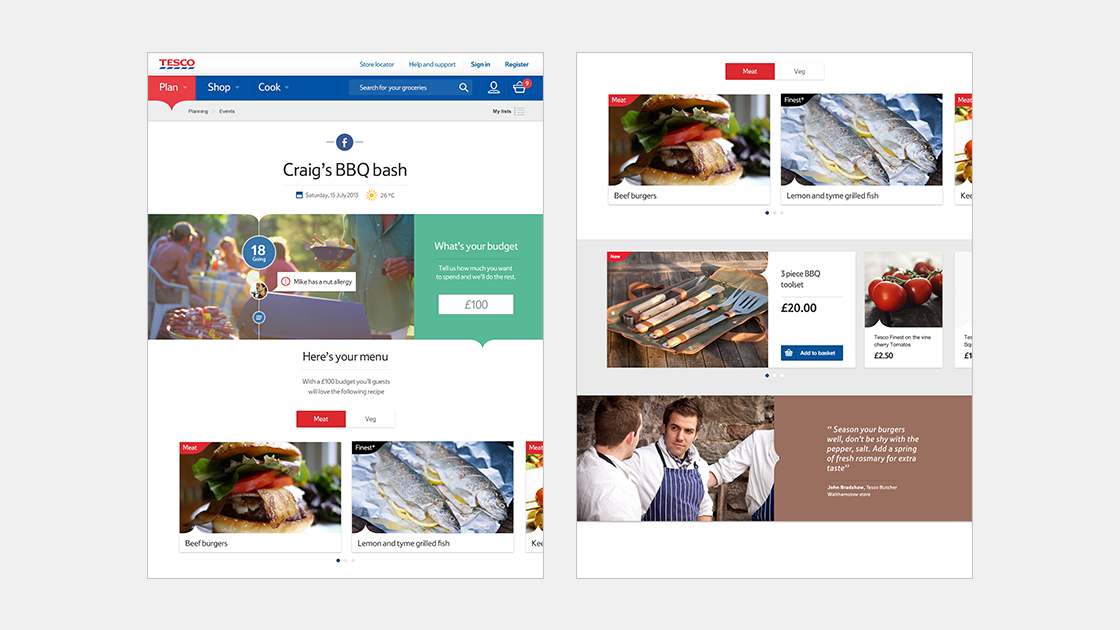 TESCO
Store locator
Help and support
Sign in
Register
Plan
Shop
Cook
Search for your groceries
9
Planning
Events
My lists
f
Craig's BBQ bash
Saturday, 15 July 2013
26 ºC
18
Going
Mike has a nut allergy
What's your budget
Tell us how much you want
to spend and we'll do the rest.
£100
Here's your menu
With a £100 budget you'll guests
will love the following recipe
Meat
Veg
Meat
Beef burgers
Finest*
Lemon and tyme grilled fish
Meat
Kee
Meat
Veg
Meat
Beef burgers
Finest*
Lemon and tyme grilled fish
Mea
Kee
New
3 piece BBQ
toolset
£20.00
Add to basket
Tesco Finest on the vine
cherry Tomatos
£2.50
Tes
Squ
£1
" Season your burgers
well, don't be shy with the
pepper, salt. Add a spring
of fresh rosmary for extra
taste"
John Bradshaw, Tesco Butcher
Walthamstow store